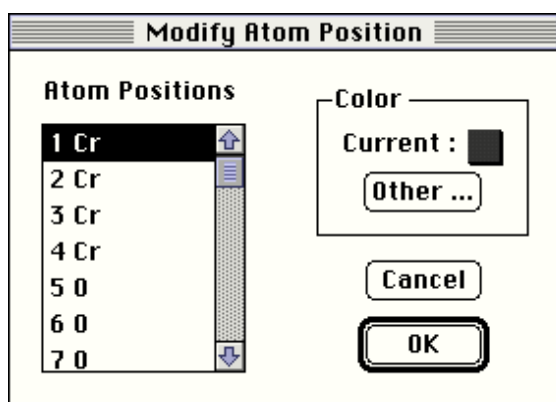 Modify Atom Position
Atom Positions
1 Cr
2 Cr
3 Cr
4 Cr
5 O
6 O
7 O
Color
Current :
Other ...
Cancel
OK